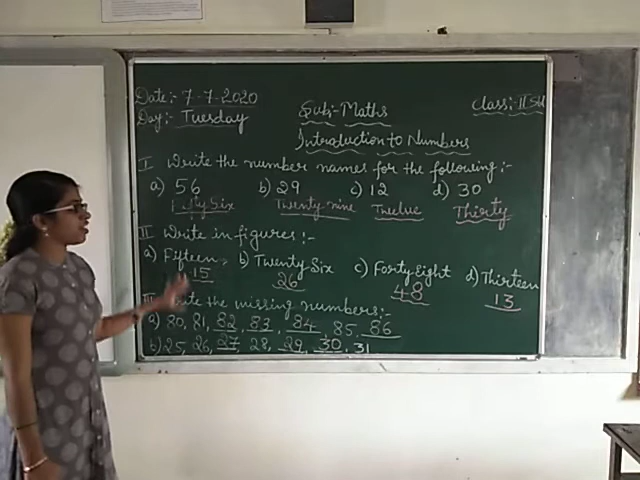 Date:- 7-7-2020
Day:- Tuesday
Sub:- Maths
Class:- II Std
Introduction to Numbers
I Write the number names for the following:-
a) 56 b) 29 c) 12 d) 30
Fifty Six Twenty nine Twelve Thirty
II Write in figures:-
a) Fifteen b) Twenty Six c) Forty Eight d) Thirteen
15 26 48 13
III Write the missing numbers:-
a) 80, 81, 82, 83, 84, 85, 86
b) 25, 26, 27, 28, 29, 30, 31